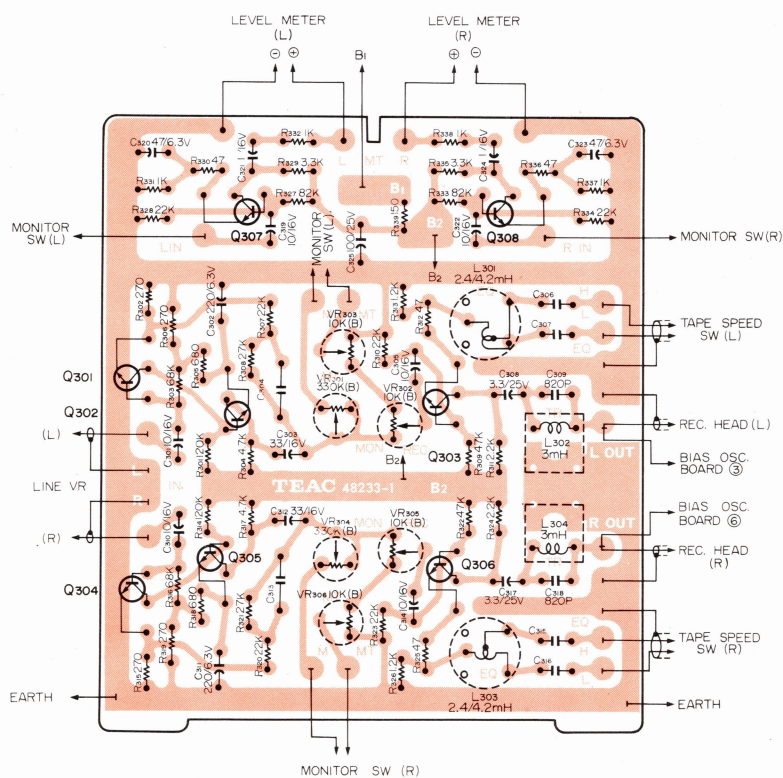 LEVEL METER
(L)
⊖ ⊕
B1
LEVEL METER
(R)
⊕ ⊖
C320 47/6.3V
R330 47
R331 1K
R328 22K
C321 1/16V
R332 1K
R329 3.3K
R327 82K
L MT R
B1
R339 150
B2
C325 100/25V
C319 10/16V
Q307
LIN
MONITOR
SW(L)
MONITOR
SW(L)
R338 1K
R335 3.3K
R333 82K
C324 1/16V
R336 47
C323 47/6.3V
R337 1K
R334 22K
C322 10/16V
Q308
R IN
MONITOR SW(R)
B2
L301
2.4/4.2mH
R302 270
R306 270
C302 220/6.3V
R307 22K
VR303
10K(B)
MT
R313 1.2K
R312 47
C306
H
L
C307
EQ
TAPE SPEED
SW (L)
Q301
R303 68K
R305 680
R308 27K
C304
330K(B)
R310 22K
C305 10/16V
VR302
10K(B)
C308
3.3/25V
C309
820P
Q302
(L)
C301 10/16V
R301 120K
R304 4.7K
C303
33/16V
MON REC
B2
Q303
R309 47K
R311 2.2K
L302
3mH
L OUT
REC. HEAD (L)
BIAS OSC.
BOARD ③
LINE VR
L
IN
R
TEAC 48233-1 B2
(R)
C310 10/16V
R314 120K
R317 4.7K
C312 33/16V
VR304
330K(B)
MON
VR305
10K(B)
R322 47K
R324 2.2K
L304
3mH
R OUT
BIAS OSC.
BOARD ⑥
REC. HEAD
(R)
Q304
Q305
R316 68K
R318 680
R321 27K
C313
VR306 10K(B)
C314 10/16V
Q306
C317
3.3/25V
C318
820P
R315 270
R319 270
C311
220/6.3V
R320 22K
M MT
R323 22K
R326 1.2K
R325 47
EQ
L303
2.4/4.2mH
C315
EQ
H
C316
L
TAPE SPEED
SW (R)
EARTH
EARTH
MONITOR SW (R)